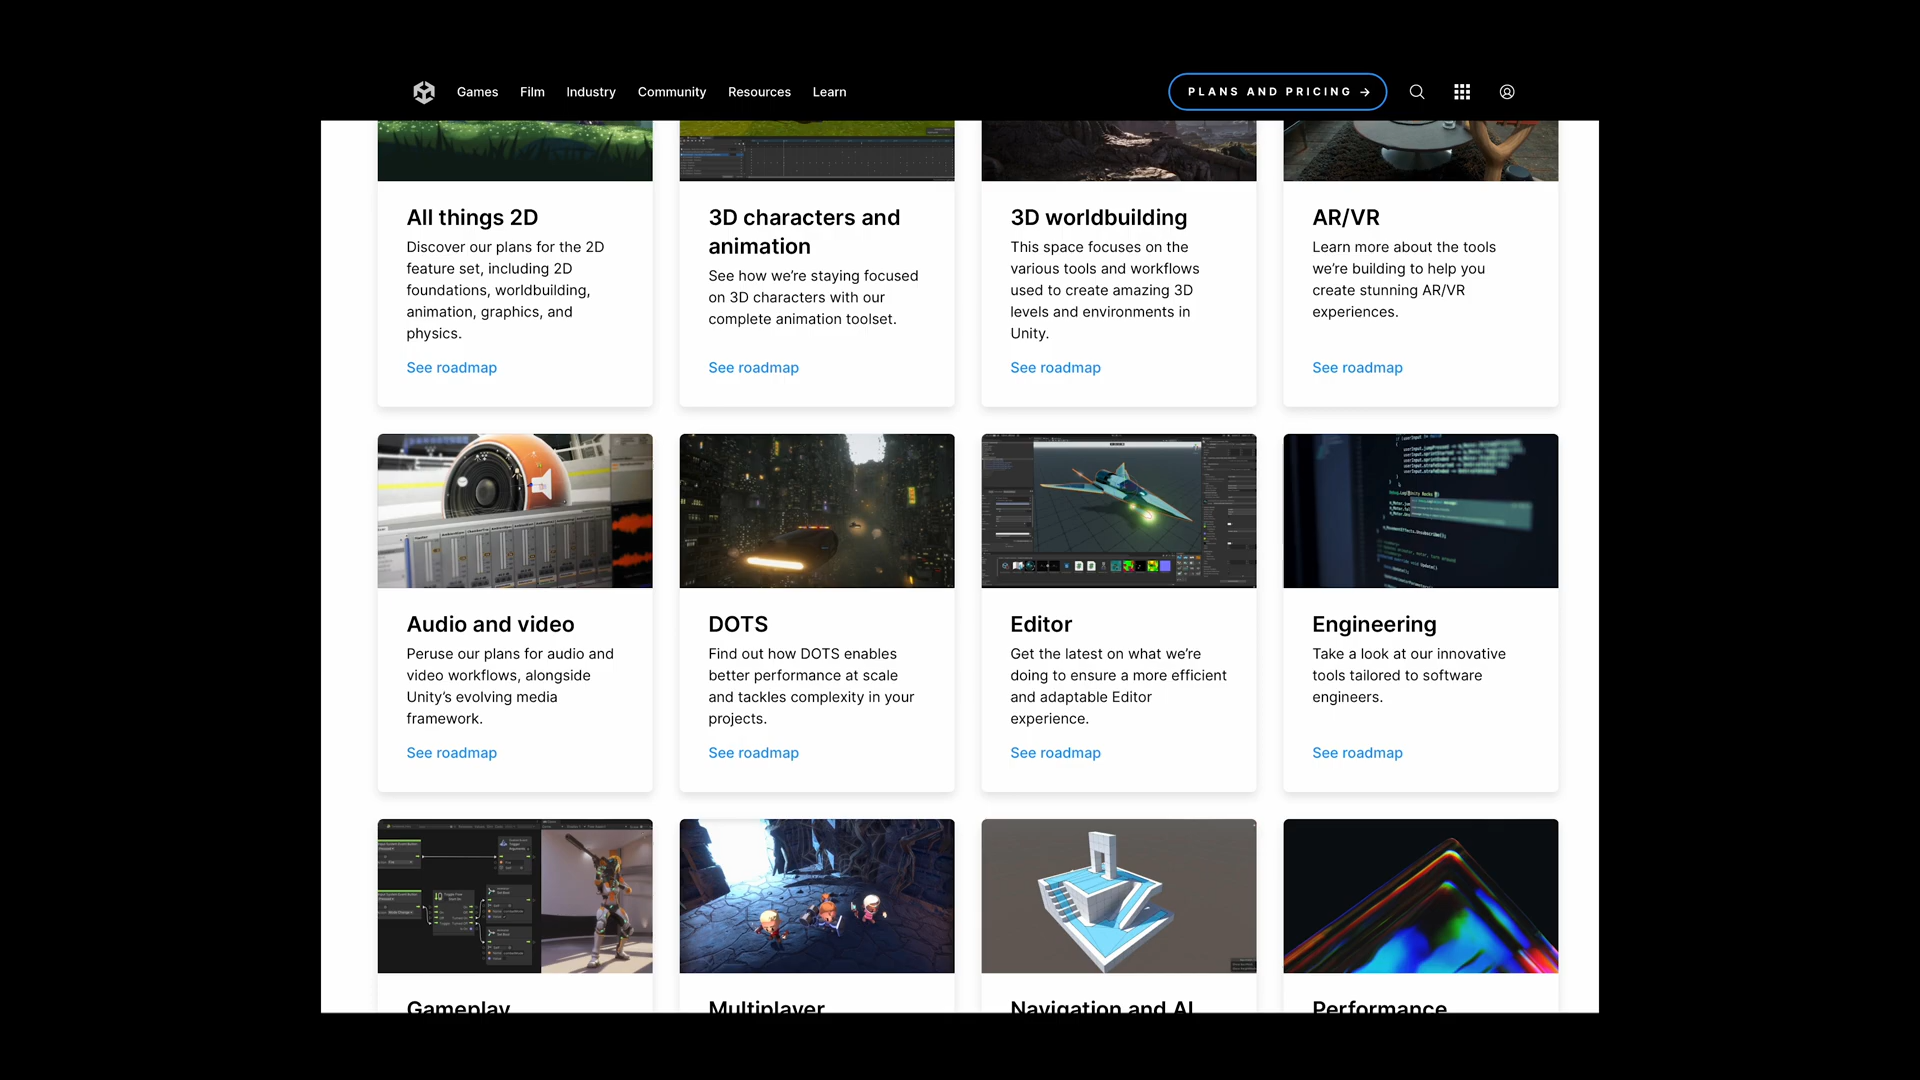 Games Film Industry Community Resources Learn PLANS AND PRICING →
All things 2D
Discover our plans for the 2D
feature set, including 2D
foundations, worldbuilding,
animation, graphics, and
physics.
See roadmap
3D characters and
animation
See how we’re staying focused
on 3D characters with our
complete animation toolset.
See roadmap
3D worldbuilding
This space focuses on the
various tools and workflows
used to create amazing 3D
levels and environments in
Unity.
See roadmap
AR/VR
Learn more about the tools
we’re building to help you
create stunning AR/VR
experiences.
See roadmap
Audio and video
Peruse our plans for audio and
video workflows, alongside
Unity’s evolving media
framework.
See roadmap
DOTS
Find out how DOTS enables
better performance at scale
and tackles complexity in your
projects.
See roadmap
Editor
Get the latest on what we’re
doing to ensure a more efficient
and adaptable Editor
experience.
See roadmap
Engineering
Take a look at our innovative
tools tailored to software
engineers.
See roadmap
Gameplay
Multiplayer
Navigation and AI
Performance